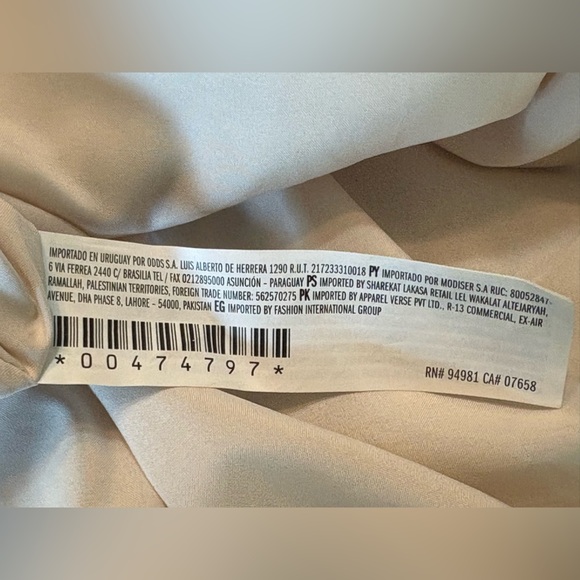 IMPORTADO EN URUGUAY POR ODDS S.A. LUIS ALBERTO DE HERRERA 1290 R.U.T. 217233310018 PY IMPORTADO POR MODISER S.A RUC: 80052847-
6 VIA FERREA 2440 C/ BRASILIA TEL / FAX 0212895000 ASUNCIÓN - PARAGUAY PS IMPORTED BY SHAREKAT LAKASA RETAIL LEL WAKALAT ALTEJARYAH,
RAMALLAH, PALESTINIAN TERRITORIES, FOREIGN TRADE NUMBER: 562570275 PK IMPORTED BY APPAREL VERSE PVT LTD., R-13 COMMERCIAL, EX-AIR
AVENUE, DHA PHASE 8, LAHORE - 54000, PAKISTAN EG IMPORTED BY FASHION INTERNATIONAL GROUP
*00474797*
RN# 94981 CA# 07658